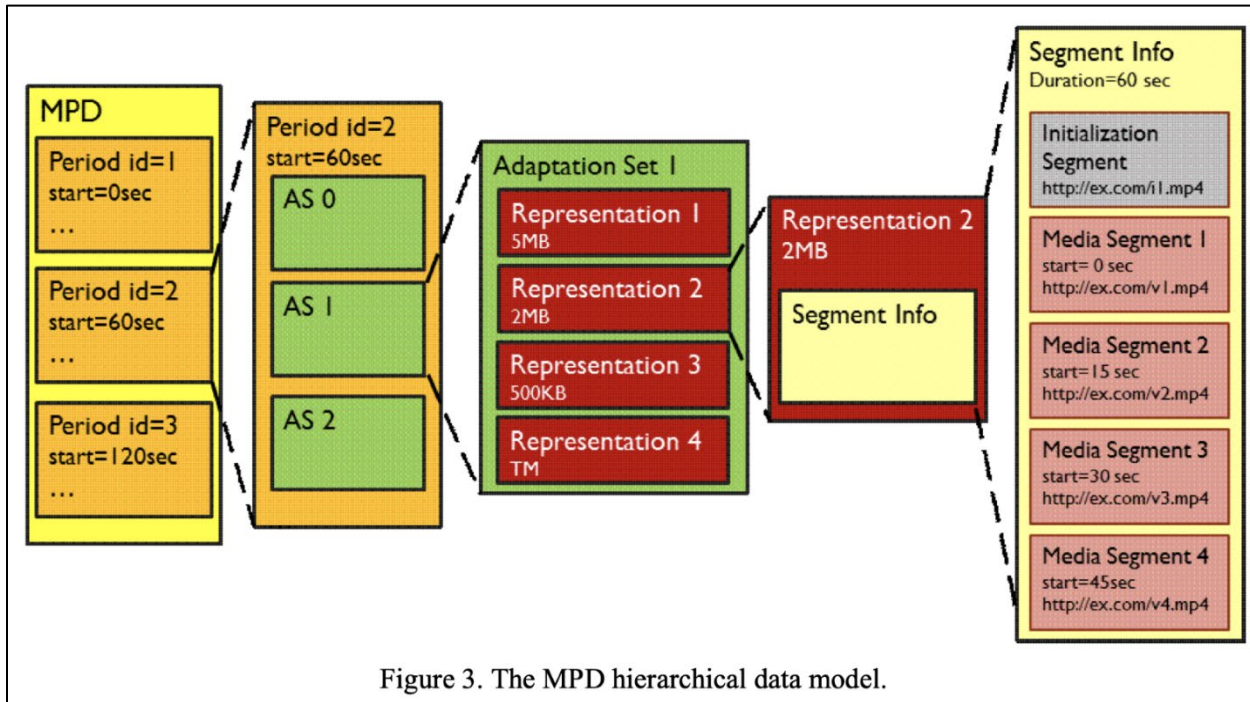 MPD
Period id=1
start=0sec
...
Period id=2
start=60sec
...
Period id=3
start=120sec
...
Period id=2
start=60sec
AS 0
AS 1
AS 2
Adaptation Set 1
Representation 1
5MB
Representation 2
2MB
Representation 3
500KB
Representation 4
TM
Representation 2
2MB
Segment Info
Segment Info
Duration=60 sec
Initialization
Segment
http://ex.com/i1.mp4
Media Segment 1
start= 0 sec
http://ex.com/v1.mp4
Media Segment 2
start=15 sec
http://ex.com/v2.mp4
Media Segment 3
start=30 sec
http://ex.com/v3.mp4
Media Segment 4
start=45sec
http://ex.com/v4.mp4
Figure 3. The MPD hierarchical data model.